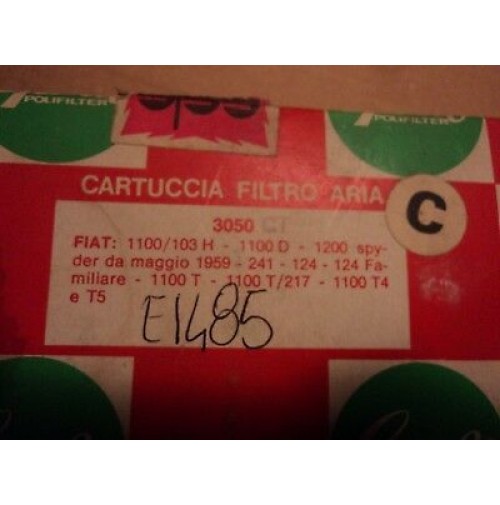 POLIFILTER
POLIFILTER
CARTUCCIA FILTRO ARIA
C
3050
FIAT: 1100/103 H - 1100 D - 1200 spy-
der da maggio 1959 - 241 - 124 - 124 Fa-
miliare - 1100 T - 1100 T/217 - 1100 T4
e T5
E1485